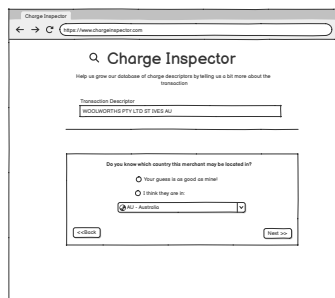 Charge Inspector
https://www.chargeinspector.com
Charge Inspector
Help us grow our database of charge descriptors by telling us a bit more about the
transaction
Transaction Descriptor
WOOLWORTHS PTY LTD ST IVES AU
Do you know which country this merchant may be located in?
Your guess is as good as mine!
I think they are in:
AU - Australia
<<Back
Next >>